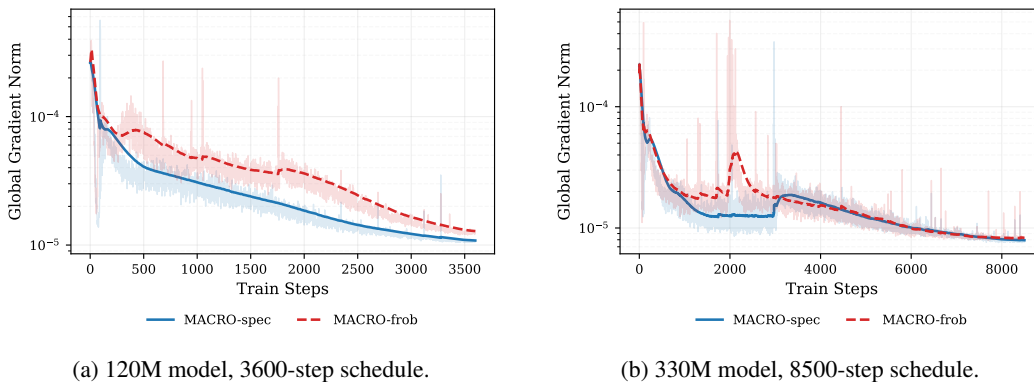 Global Gradient Norm
10⁻⁴
10⁻⁵
0 500 1000 1500 2000 2500 3000 3500
Train Steps
MACRO-spec MACRO-frob
(a) 120M model, 3600-step schedule.
Global Gradient Norm
10⁻⁴
10⁻⁵
0 2000 4000 6000 8000
Train Steps
MACRO-spec MACRO-frob
(b) 330M model, 8500-step schedule.